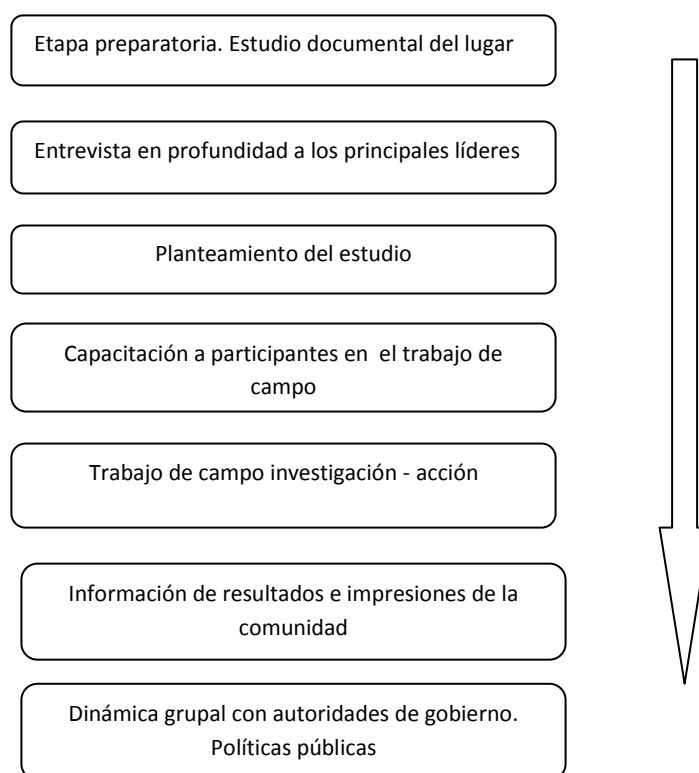 Etapa preparatoria. Estudio documental del lugar
Entrevista en profundidad a los principales líderes
Planteamiento del estudio
Capacitación a participantes en el trabajo de
campo
Trabajo de campo investigación - acción
Información de resultados e impresiones de la
comunidad
Dinámica grupal con autoridades de gobierno.
Políticas públicas